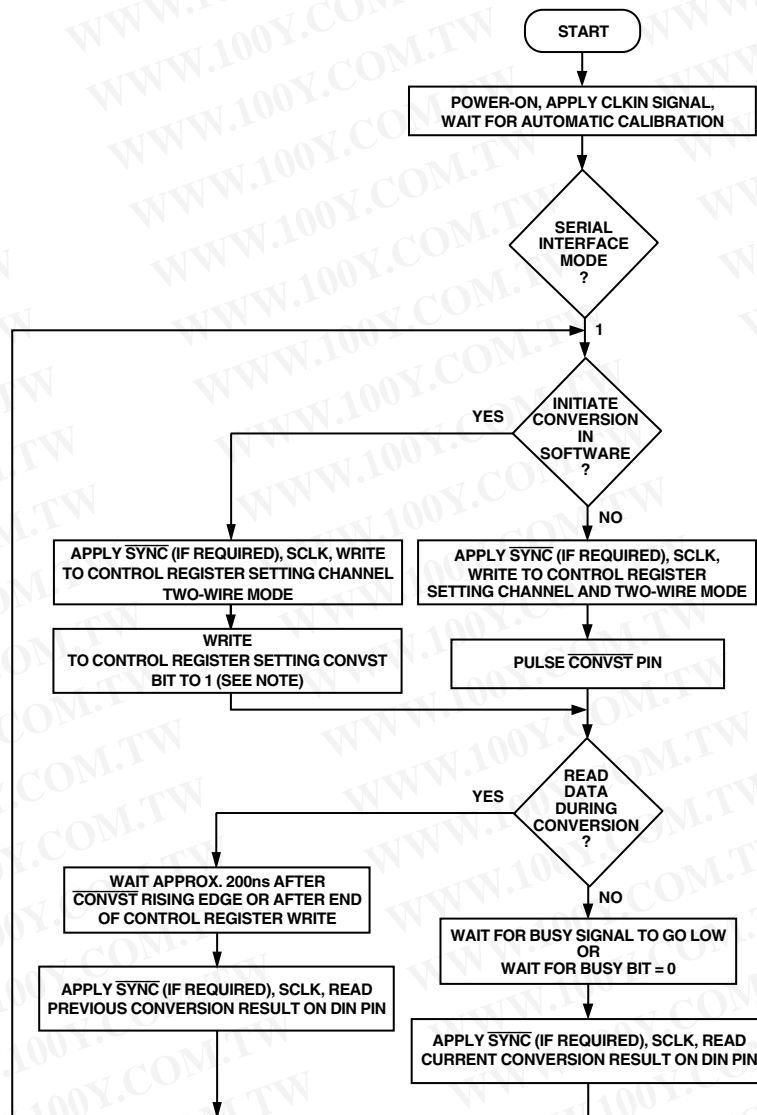 START
POWER-ON, APPLY CLKIN SIGNAL,
WAIT FOR AUTOMATIC CALIBRATION
SERIAL
INTERFACE
MODE
?
1
INITIATE
CONVERSION
IN
SOFTWARE
?
YES
NO
APPLY SYNC (IF REQUIRED), SCLK, WRITE
TO CONTROL REGISTER SETTING CHANNEL
TWO-WIRE MODE
APPLY SYNC (IF REQUIRED), SCLK,
WRITE TO CONTROL REGISTER
SETTING CHANNEL AND TWO-WIRE MODE
WRITE
TO CONTROL REGISTER SETTING CONVST
BIT TO 1 (SEE NOTE)
PULSE CONVST PIN
READ
DATA
DURING
CONVERSION
?
YES
NO
WAIT APPROX. 200ns AFTER
CONVST RISING EDGE OR AFTER END
OF CONTROL REGISTER WRITE
WAIT FOR BUSY SIGNAL TO GO LOW
OR
WAIT FOR BUSY BIT = 0
APPLY SYNC (IF REQUIRED), SCLK, READ
PREVIOUS CONVERSION RESULT ON DIN PIN
APPLY SYNC (IF REQUIRED), SCLK, READ
CURRENT CONVERSION RESULT ON DIN PIN
WWW.100Y.COM.TW